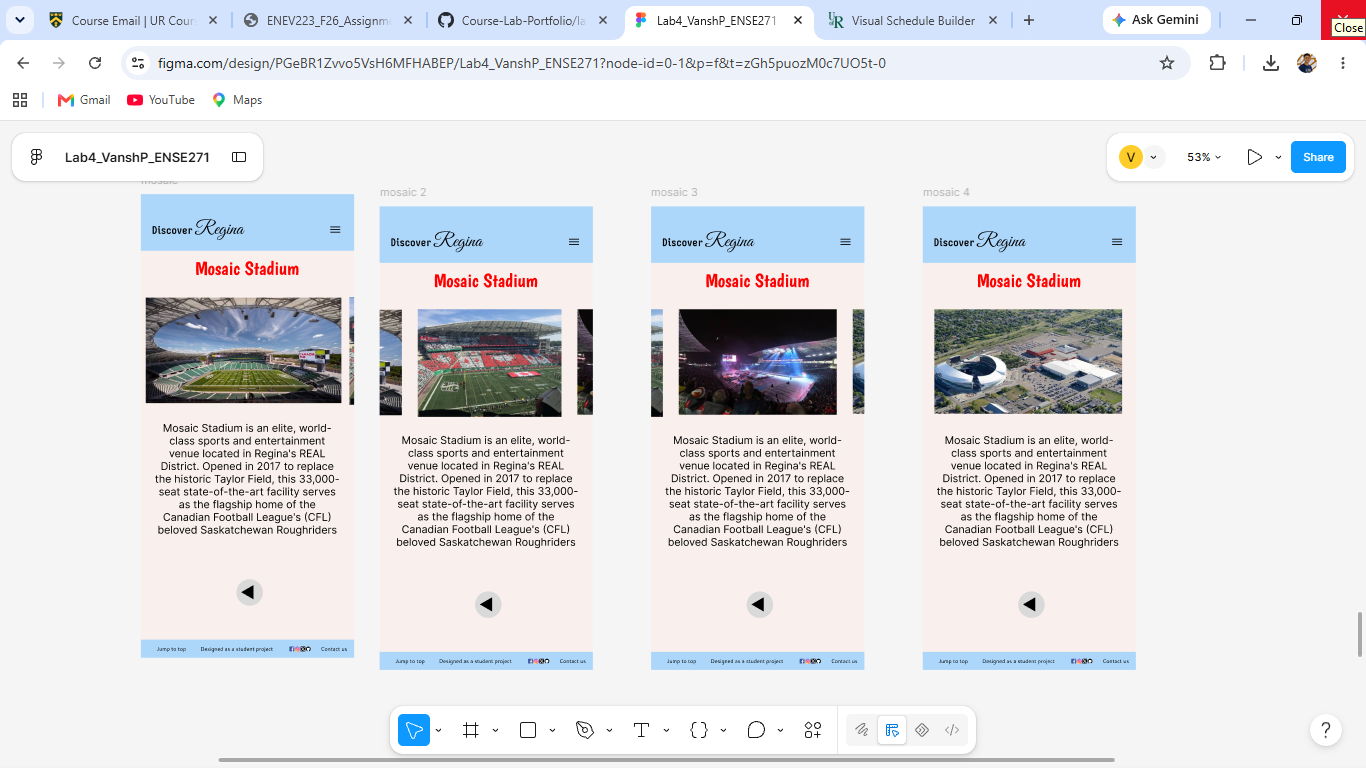 Course Email | UR Cour
ENEV223_F26_Assignm
Course-Lab-Portfolio/la
Lab4_VanshP_ENSE271
Visual Schedule Builder
Ask Gemini
Close
figma.com/design/PGeBR1Zvvo5VsH6MFHABEP/Lab4_VanshP_ENSE271?node-id=0-1&p=f&t=zGh5puozM0c7UO5t-0
Gmail
YouTube
Maps
Lab4_VanshP_ENSE271
V
53%
Share
mosaic
Discover Regina
Mosaic Stadium
Mosaic Stadium is an elite, world-
class sports and entertainment
venue located in Regina's REAL
District. Opened in 2017 to replace
the historic Taylor Field, this 33,000-
seat state-of-the-art facility serves
as the flagship home of the
Canadian Football League's (CFL)
beloved Saskatchewan Roughriders
Jump to top Designed as a student project Contact us
mosaic 2
Discover Regina
Mosaic Stadium
Mosaic Stadium is an elite, world-
class sports and entertainment
venue located in Regina's REAL
District. Opened in 2017 to replace
the historic Taylor Field, this 33,000-
seat state-of-the-art facility serves
as the flagship home of the
Canadian Football League's (CFL)
beloved Saskatchewan Roughriders
Jump to top Designed as a student project Contact us
mosaic 3
Discover Regina
Mosaic Stadium
Mosaic Stadium is an elite, world-
class sports and entertainment
venue located in Regina's REAL
District. Opened in 2017 to replace
the historic Taylor Field, this 33,000-
seat state-of-the-art facility serves
as the flagship home of the
Canadian Football League's (CFL)
beloved Saskatchewan Roughriders
Jump to top Designed as a student project Contact us
mosaic 4
Discover Regina
Mosaic Stadium
Mosaic Stadium is an elite, world-
class sports and entertainment
venue located in Regina's REAL
District. Opened in 2017 to replace
the historic Taylor Field, this 33,000-
seat state-of-the-art facility serves
as the flagship home of the
Canadian Football League's (CFL)
beloved Saskatchewan Roughriders
Jump to top Designed as a student project Contact us